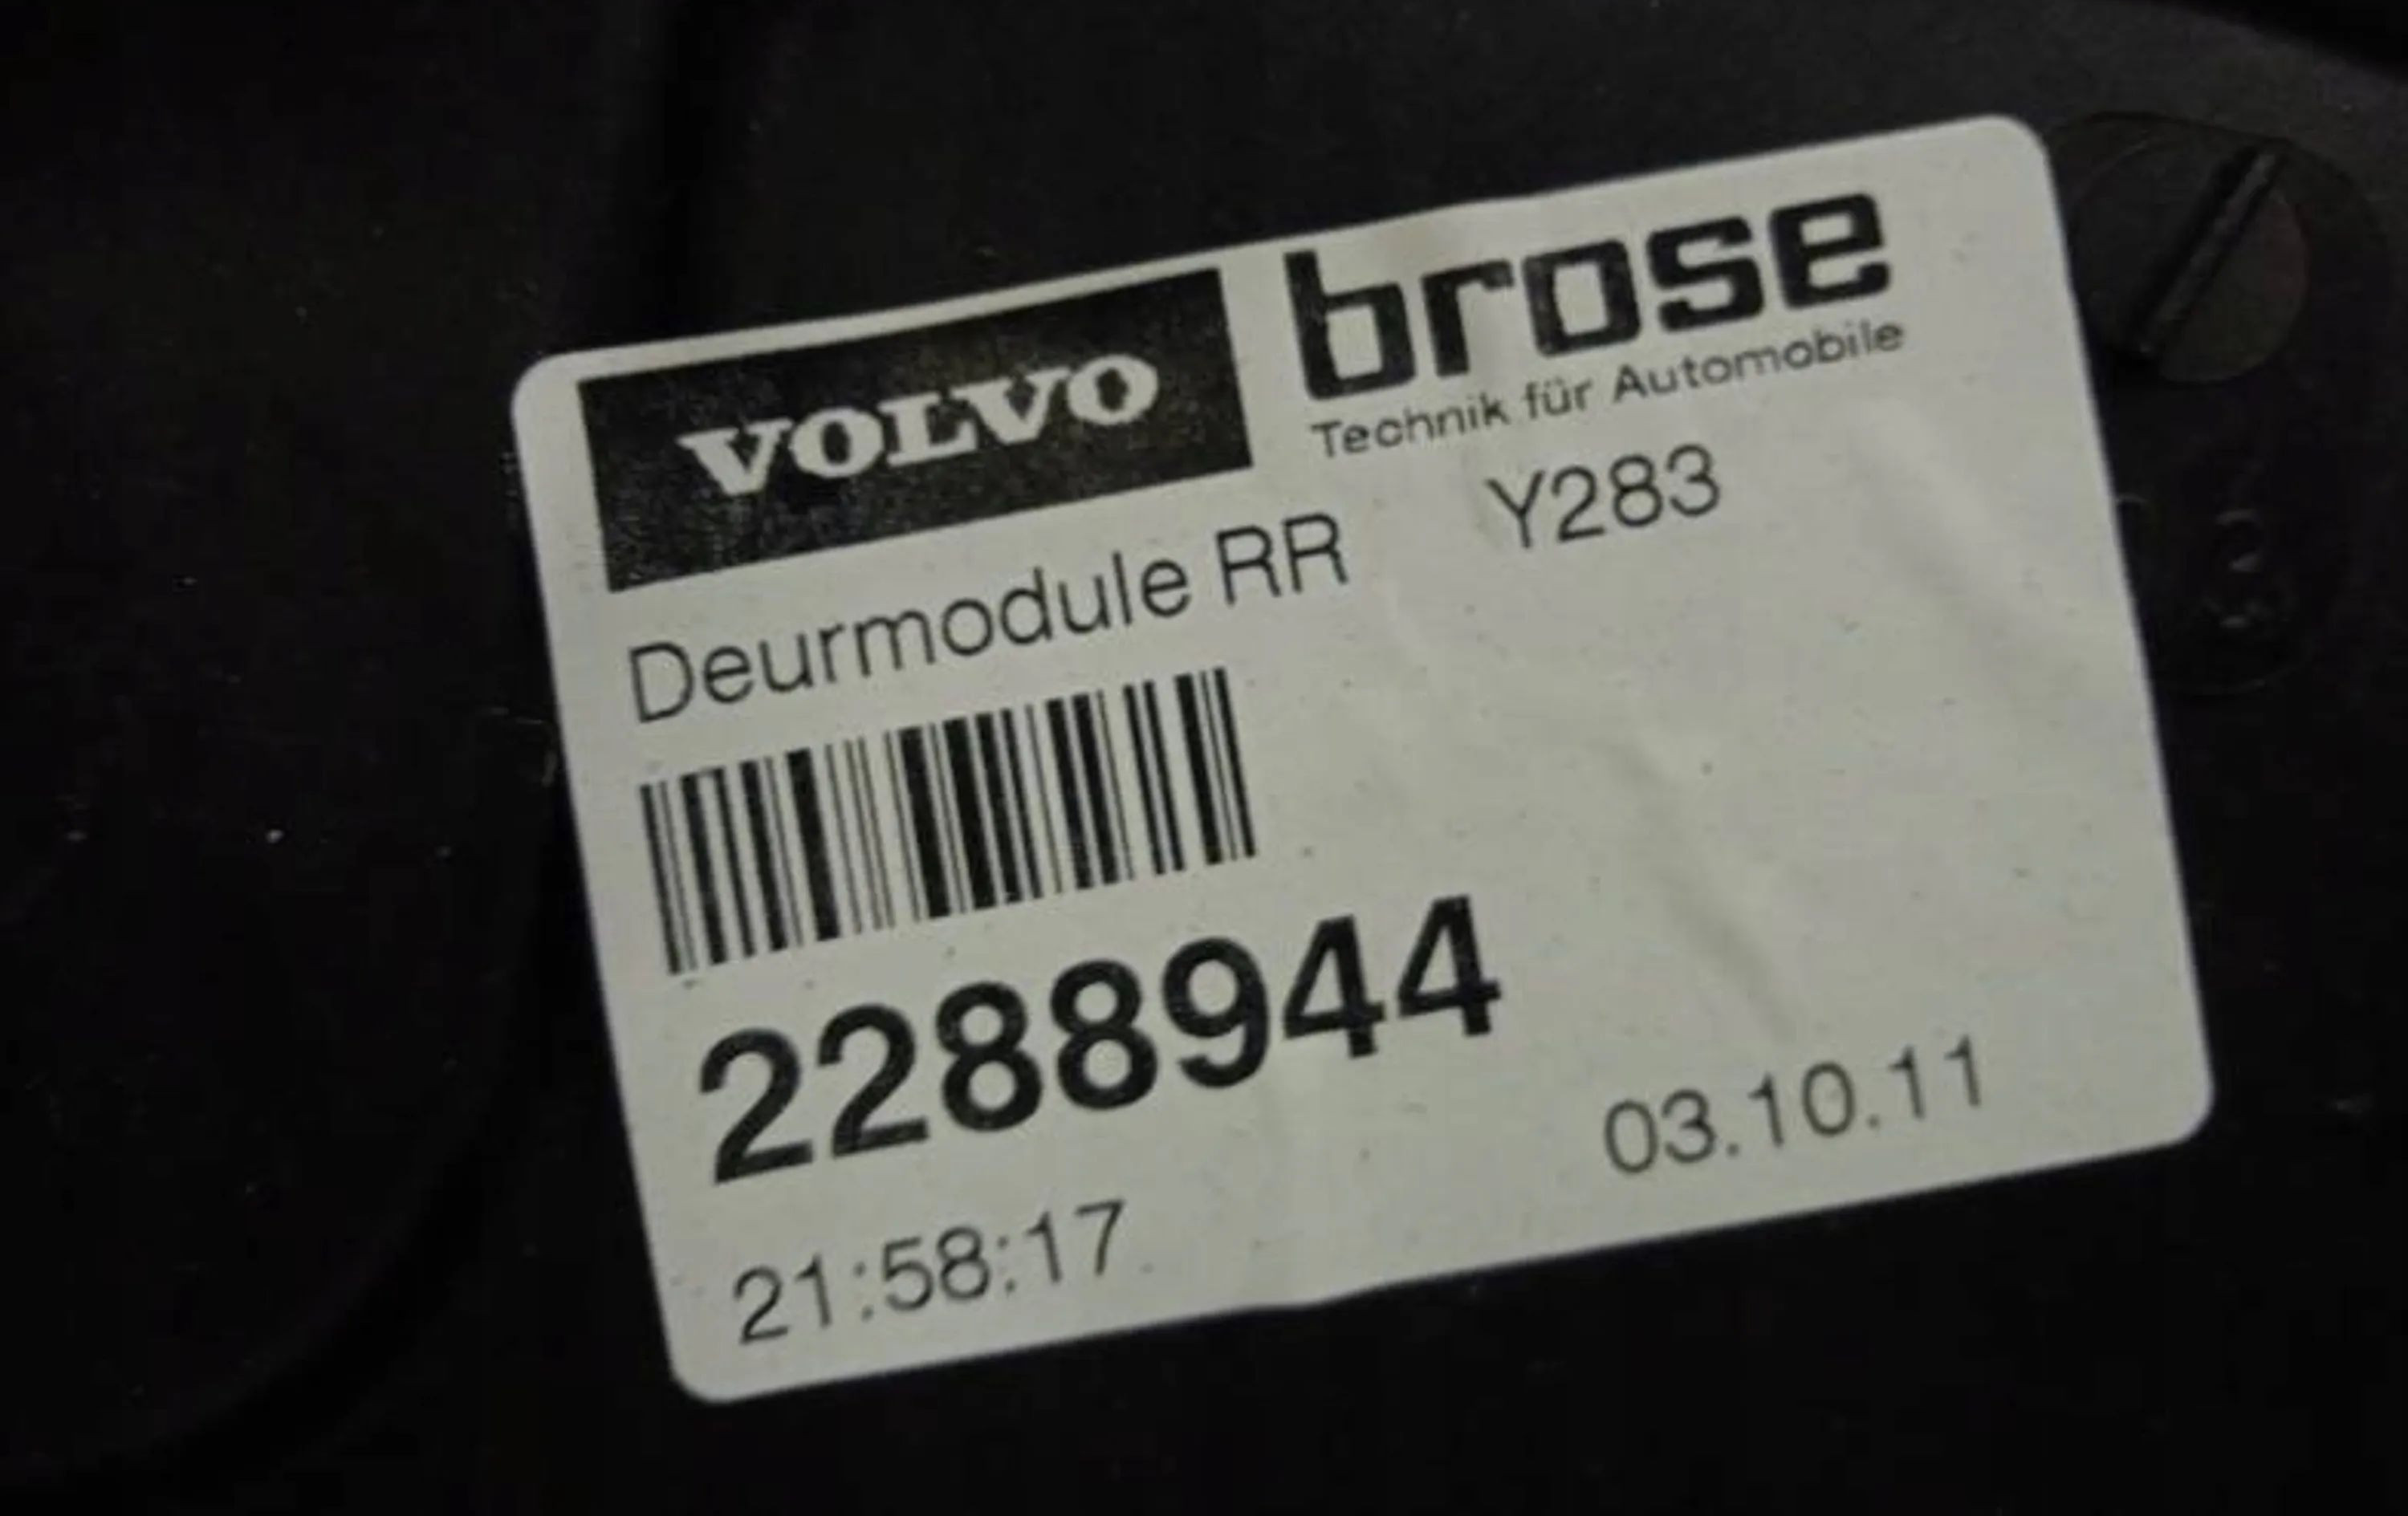 VOLVO brose
Technik für Automobile
Deurmodule RR Y283
2288944
21:58:17 03.10.11